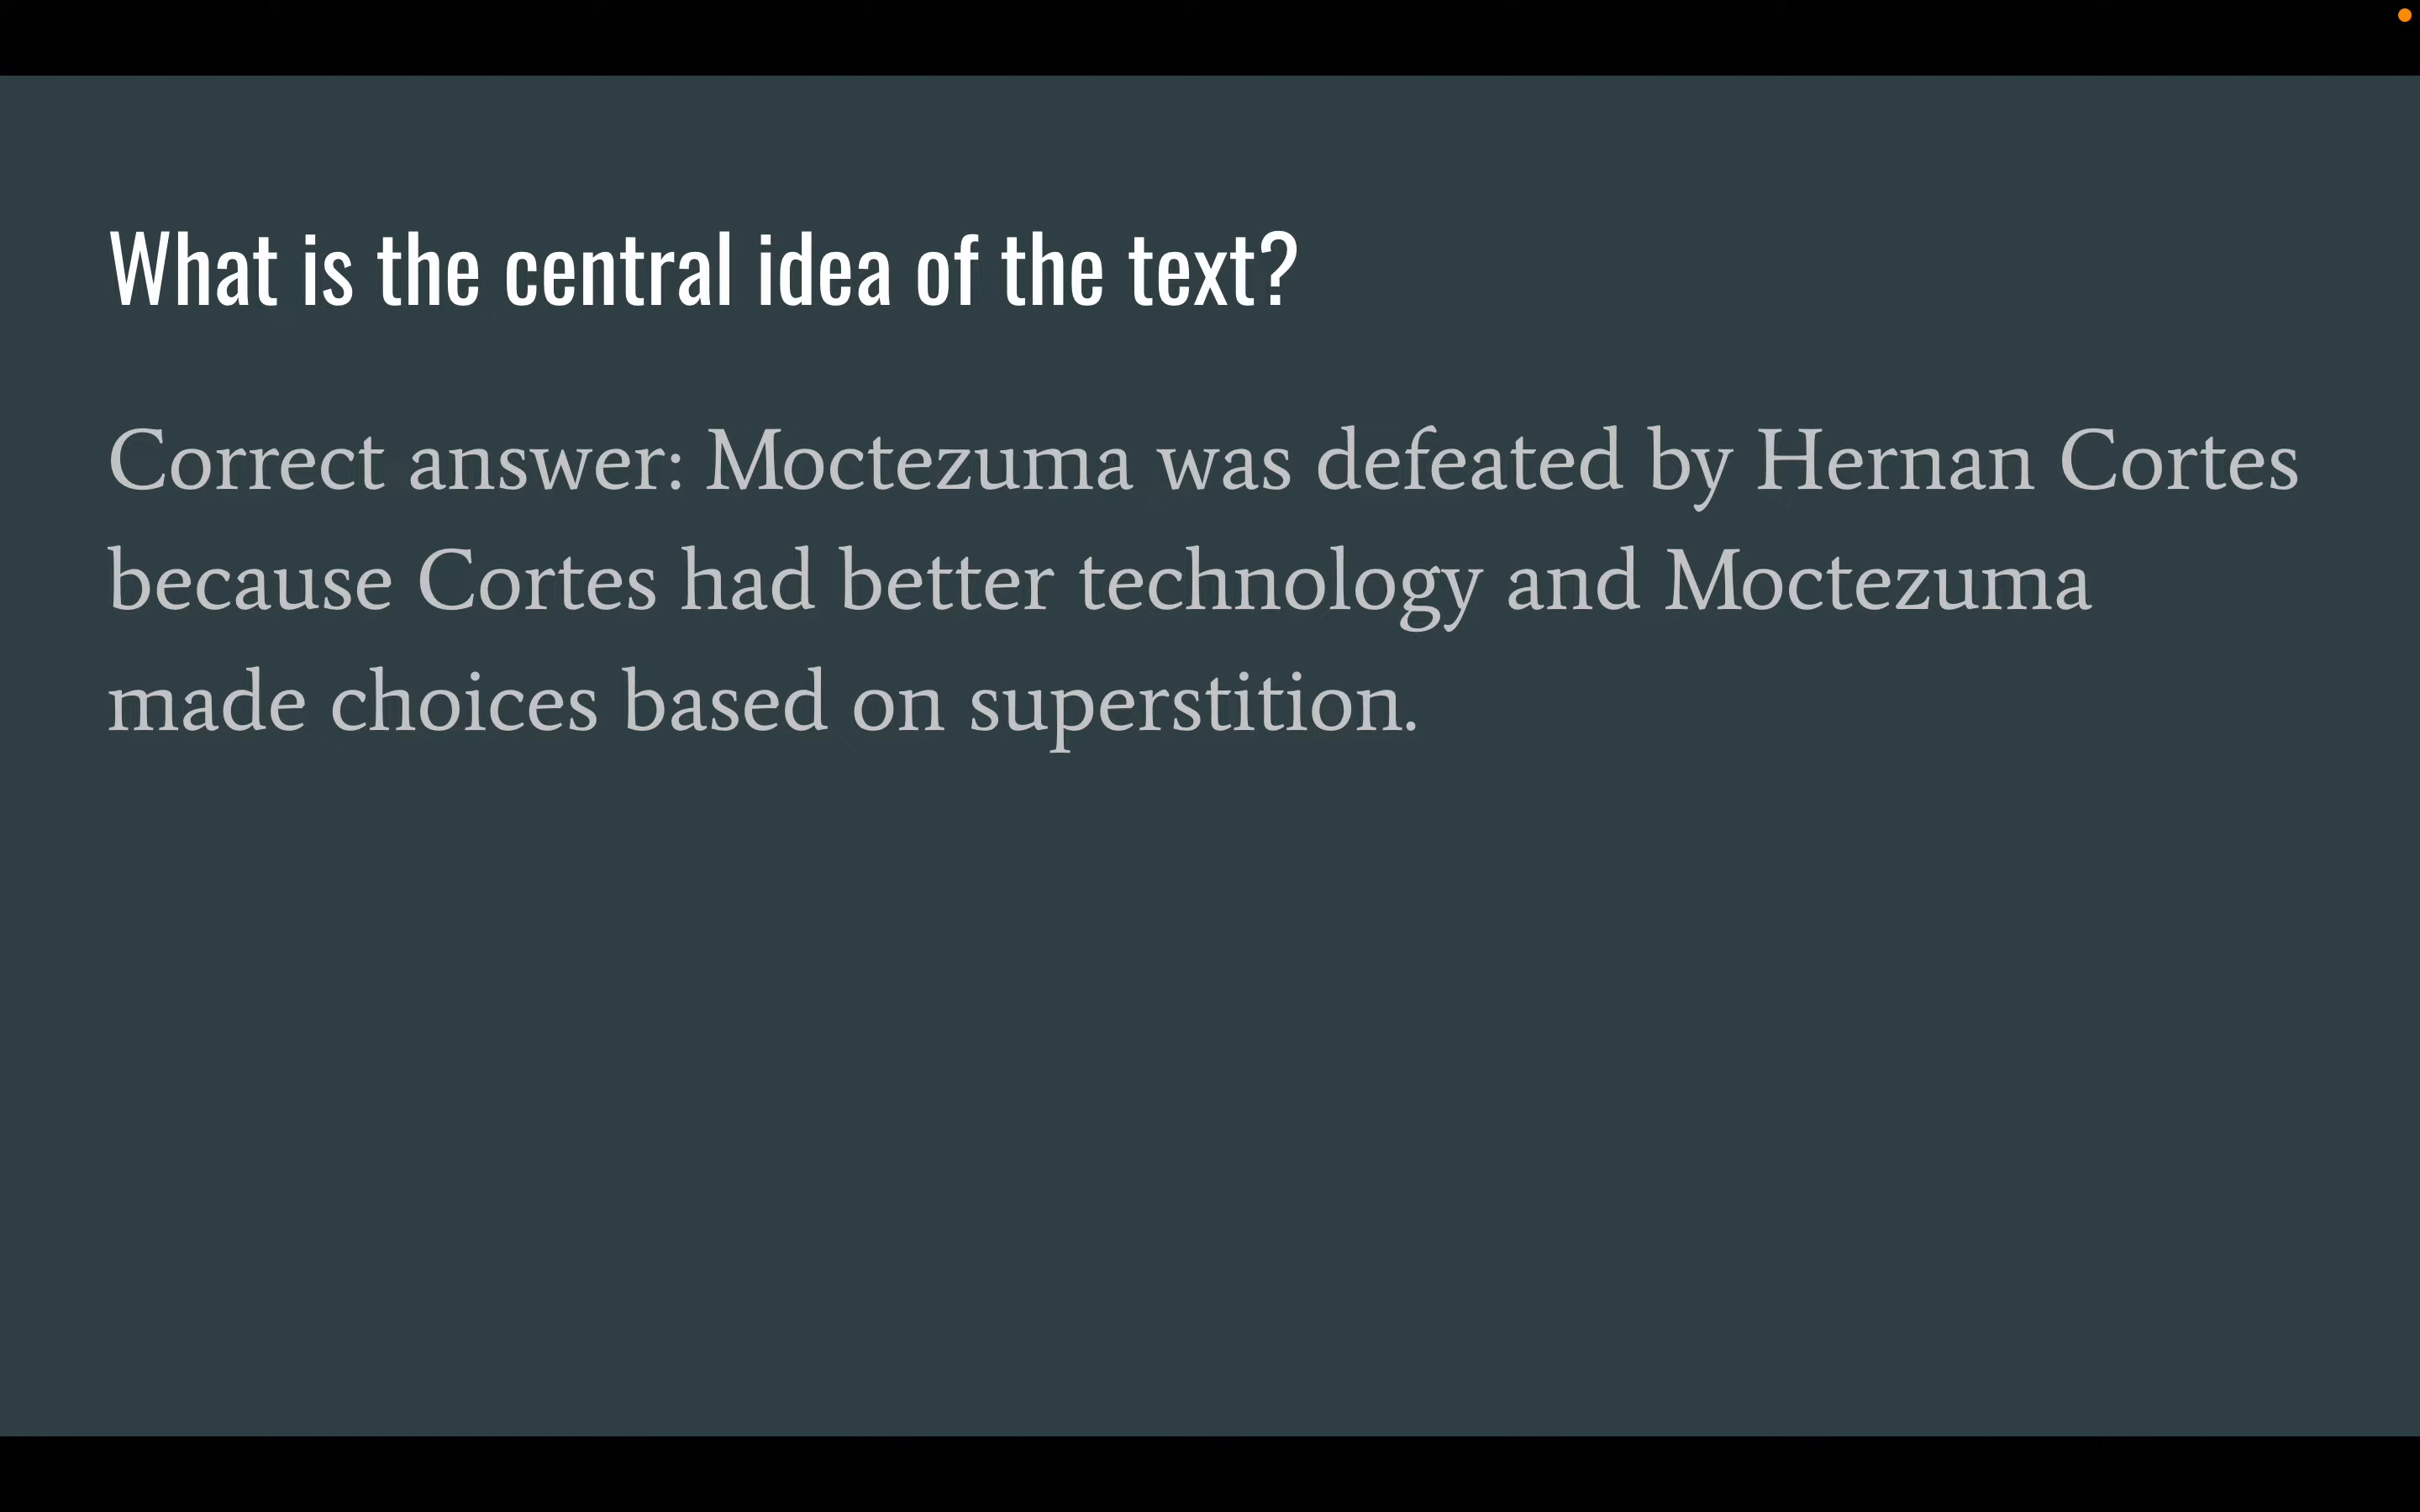 What is the central idea of the text?
Correct answer: Moctezuma was defeated by Hernan Cortes
because Cortes had better technology and Moctezuma
made choices based on superstition.